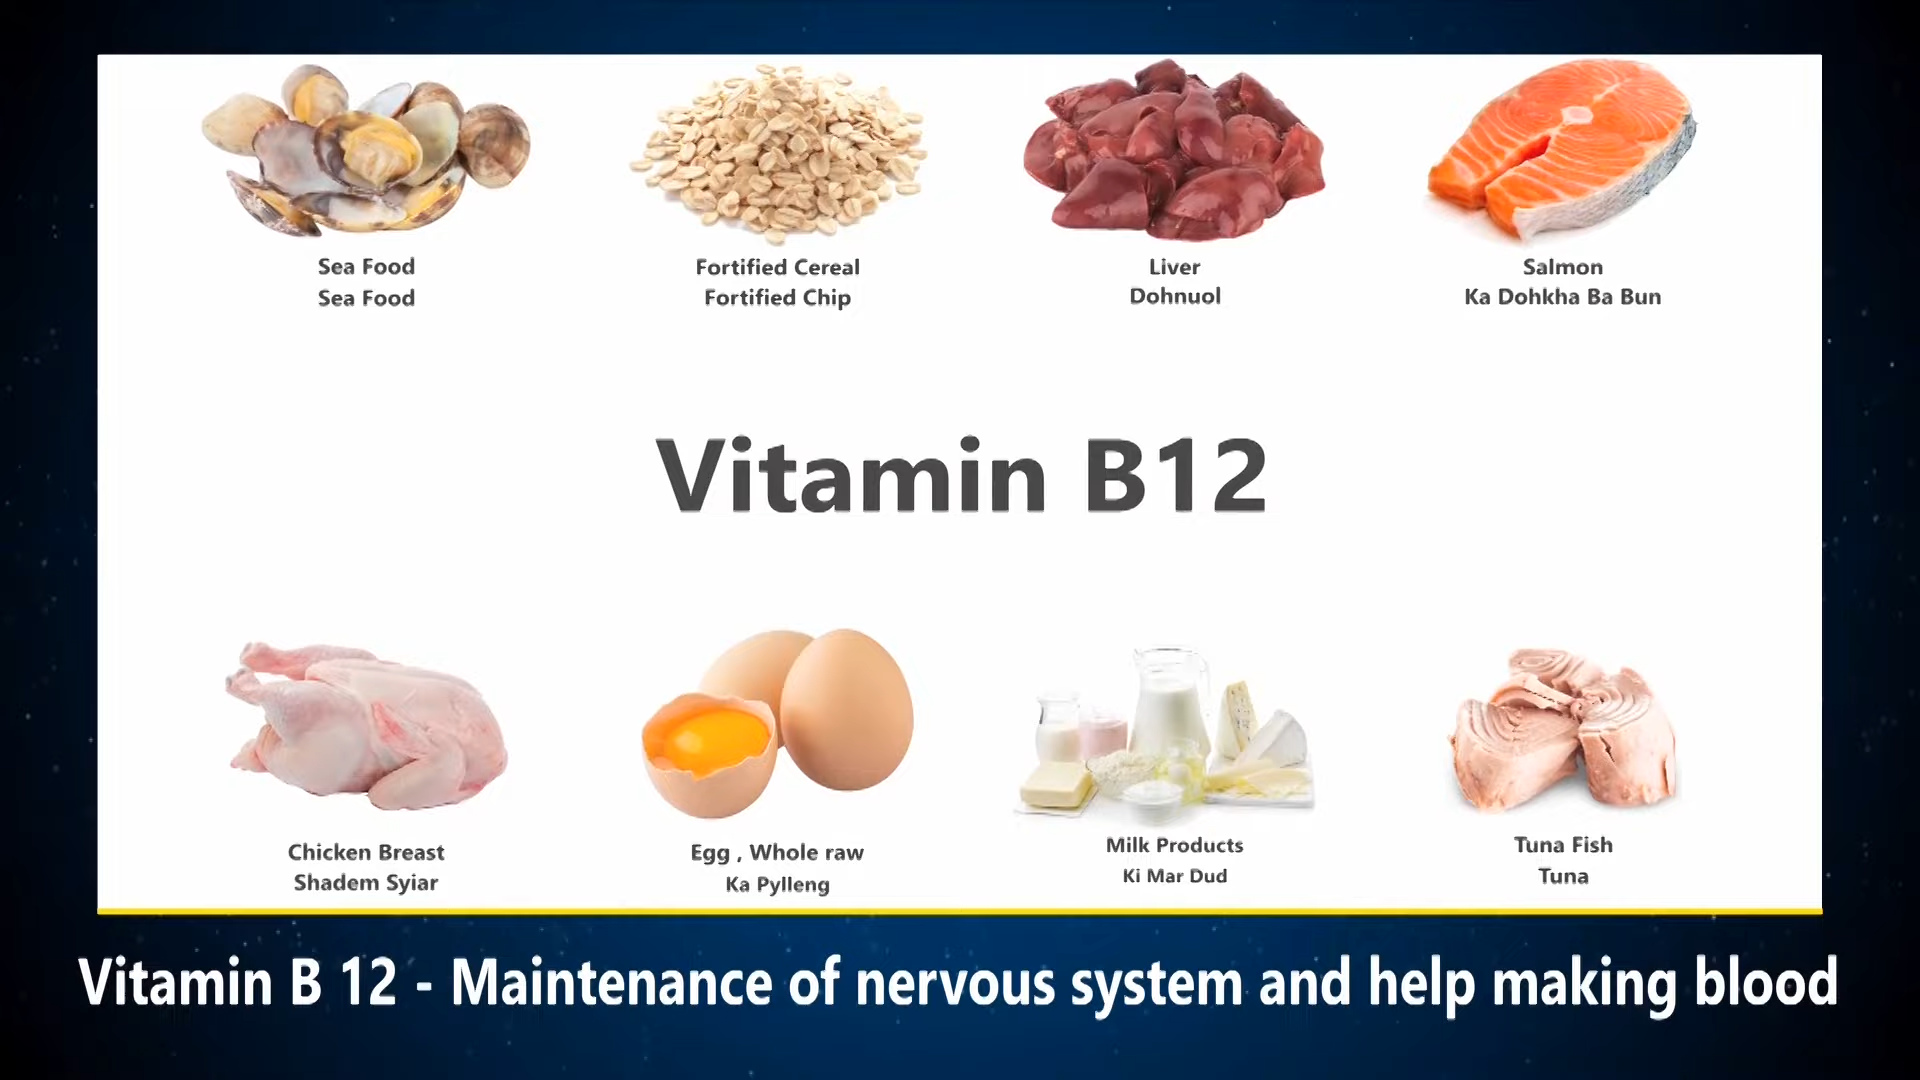 Sea Food
Sea Food
Fortified Cereal
Fortified Chip
Liver
Dohnuol
Salmon
Ka Dohkha Ba Bun
Vitamin B12
Chicken Breast
Shadem Syiar
Egg , Whole raw
Ka Pylleng
Milk Products
Ki Mar Dud
Tuna Fish
Tuna
Vitamin B 12 - Maintenance of nervous system and help making blood